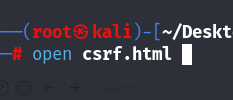 ──(root㉿kali)-[~/Deskt
─# open csrf.html